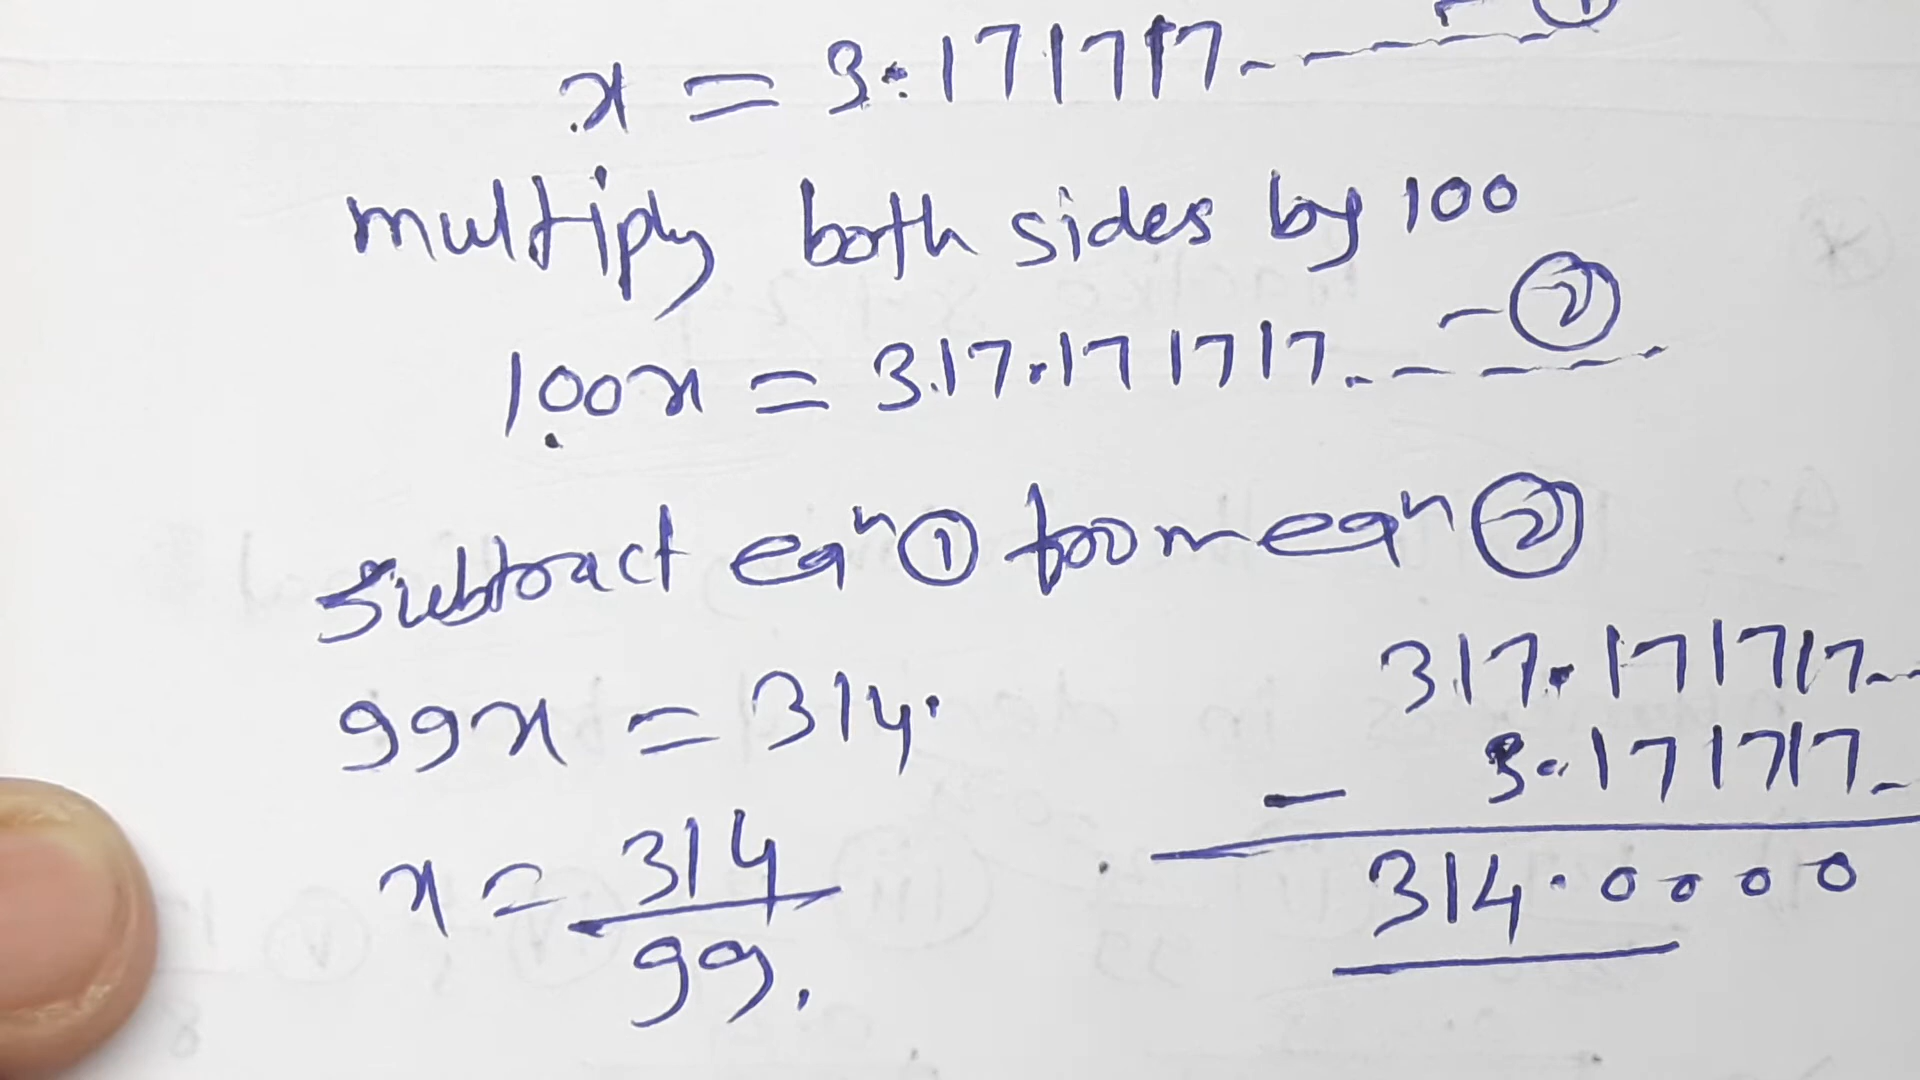 x = 3.171717------ - ①
multiply both sides by 100
100x = 317.171717.----- - ②
subtract eqn ① from eqn ②
99x = 314.
317.171717--
- 3.171717-
314.0000
x = 314
99.